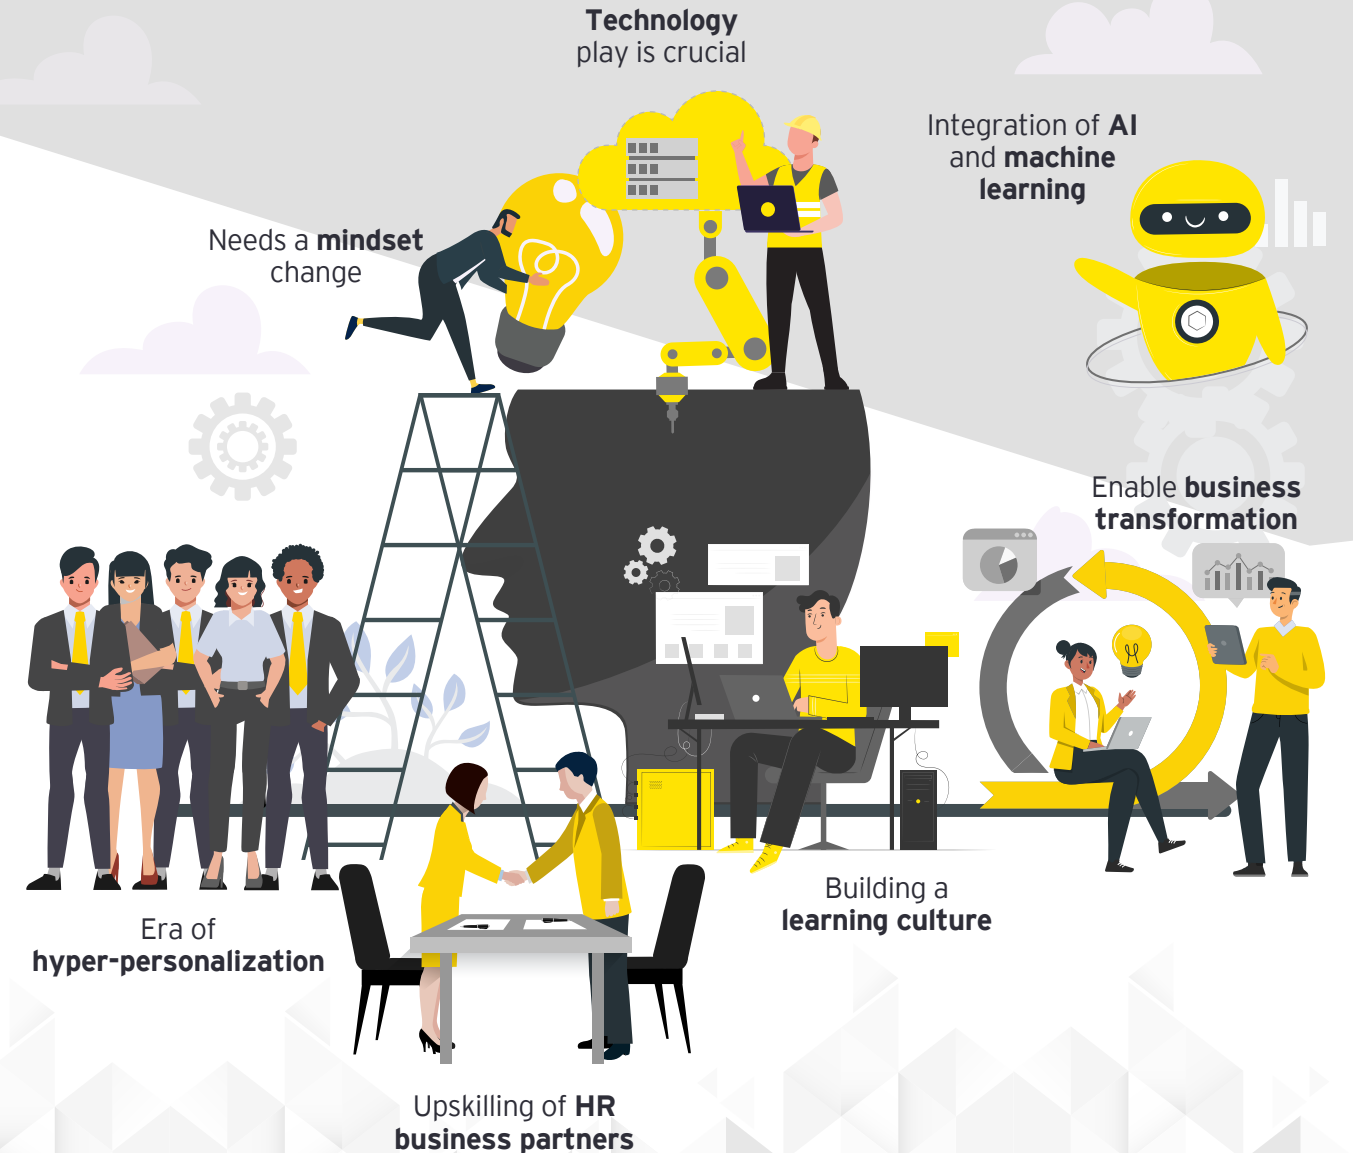 Technology
play is crucial
Integration of AI
and machine
learning
Needs a mindset
change
Enable business
transformation
Building a
learning culture
Era of
hyper-personalization
Upskilling of HR
business partners